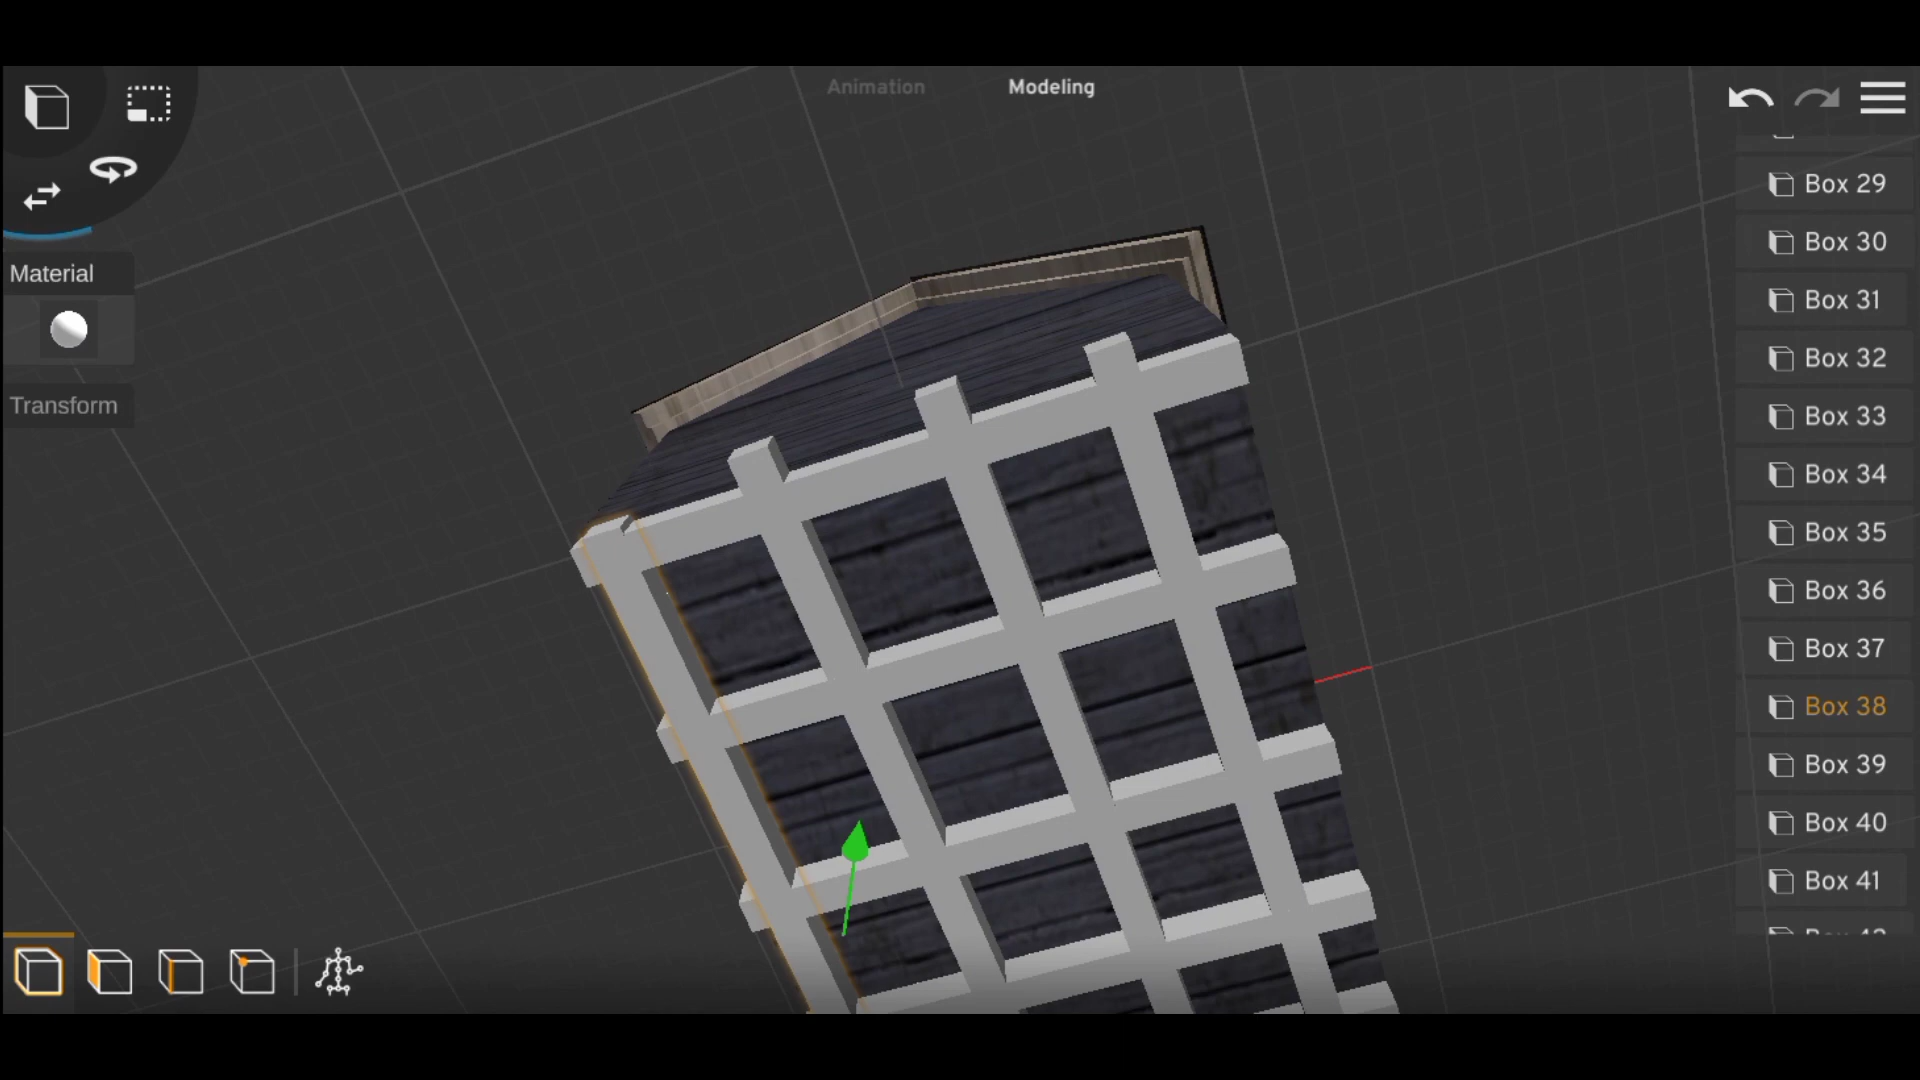 Animation Modeling
Material
Transform
Box 29
Box 30
Box 31
Box 32
Box 33
Box 34
Box 35
Box 36
Box 37
Box 38
Box 39
Box 40
Box 41